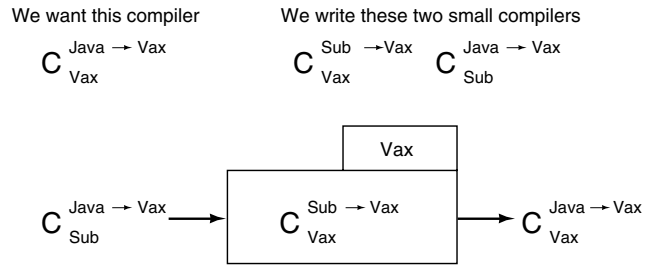 We want this compiler We write these two small compilers
C Java → Vax Vax C Sub → Vax Vax C Java → Vax Sub
Vax
C Java → Vax Sub C Sub → Vax Vax C Java → Vax Vax